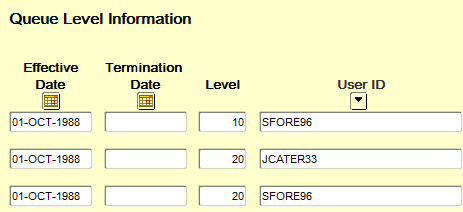 Queue Level Information
Effective Date Termination Date Level User ID
01-OCT-1988 10 SFORE96
01-OCT-1988 20 JCATER33
01-OCT-1988 20 SFORE96